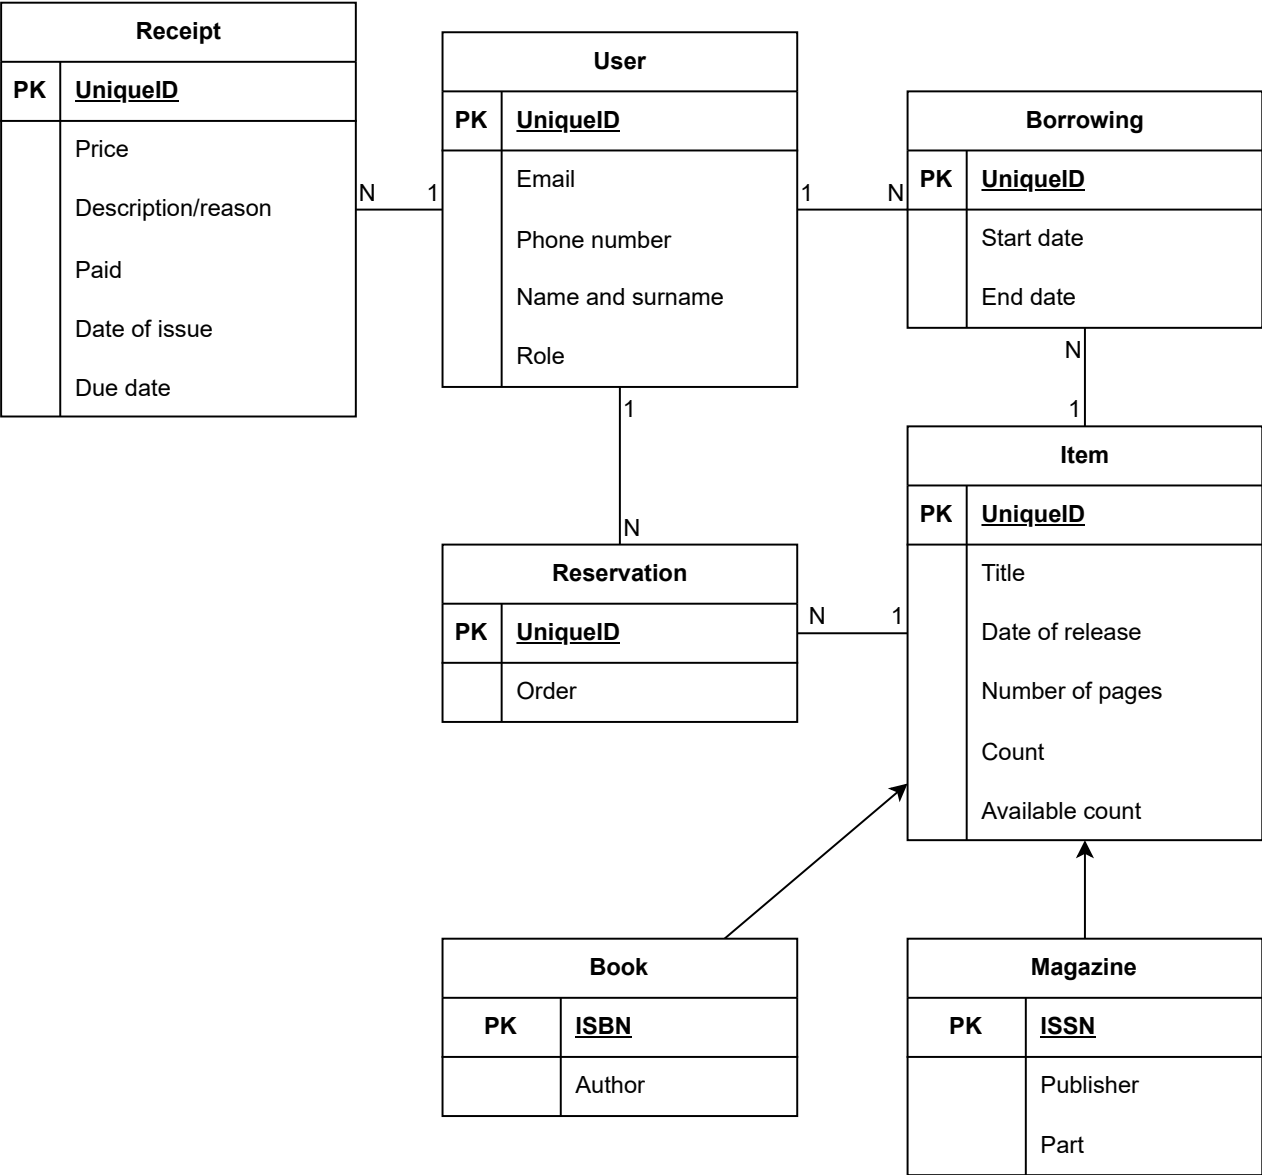 Receipt
PK UniqueID
Price
Description/reason
Paid
Date of issue
Due date
N 1
User
PK UniqueID
Email
Phone number
Name and surname
Role
1 N
Borrowing
PK UniqueID
Start date
End date
N
1
1
N
Reservation
PK UniqueID
Order
N 1
Item
PK UniqueID
Title
Date of release
Number of pages
Count
Available count
Book
PK ISBN
Author
Magazine
PK ISSN
Publisher
Part